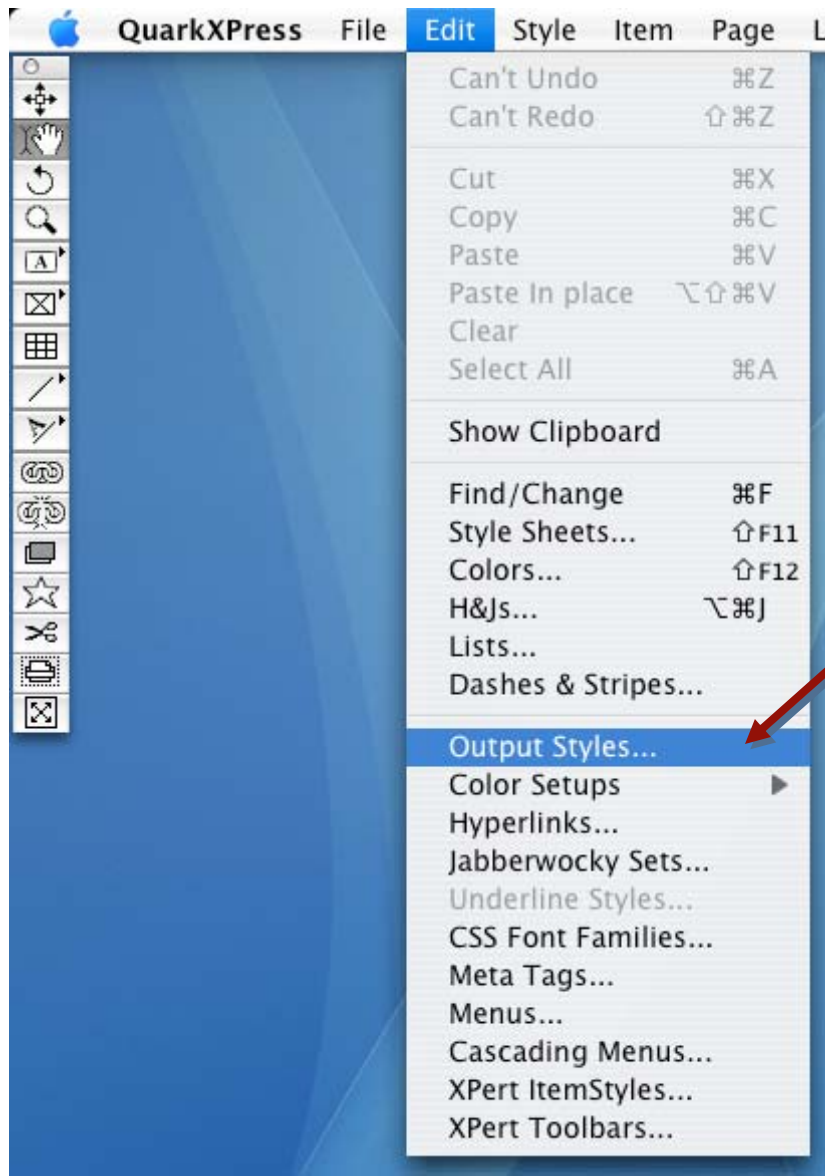 QuarkXPress File Edit Style Item Page L
Can't Undo ⌘Z
Can't Redo ⇧⌘Z
Cut ⌘X
Copy ⌘C
Paste ⌘V
Paste In place ⌥⇧⌘V
Clear
Select All ⌘A
Show Clipboard
Find/Change ⌘F
Style Sheets... ⇧F11
Colors... ⇧F12
H&Js... ⌥⌘J
Lists...
Dashes & Stripes...
Output Styles...
Color Setups
Hyperlinks...
Jabberwocky Sets...
Underline Styles...
CSS Font Families...
Meta Tags...
Menus...
Cascading Menus...
XPert ItemStyles...
XPert Toolbars...